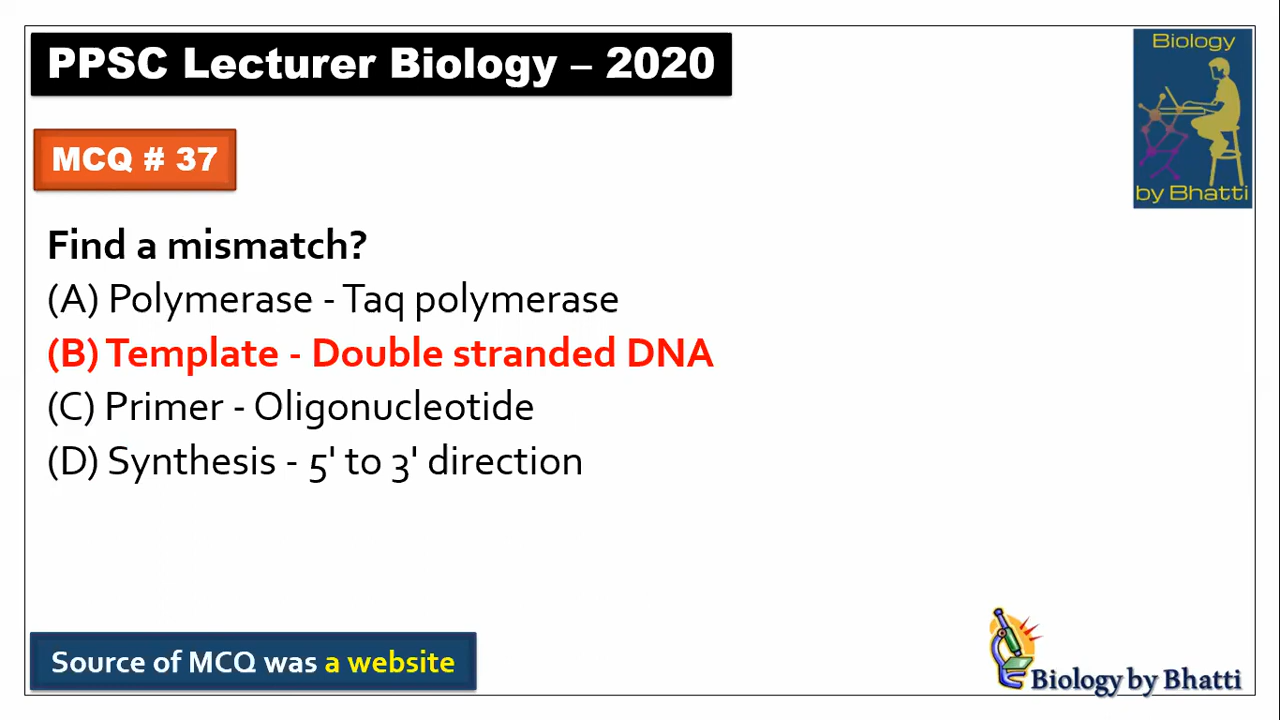 PPSC Lecturer Biology – 2020
Biology
by Bhatti
MCQ # 37
Find a mismatch?
(A) Polymerase - Taq polymerase
(B) Template - Double stranded DNA
(C) Primer - Oligonucleotide
(D) Synthesis - 5' to 3' direction
Source of MCQ was a website
Biology by Bhatti